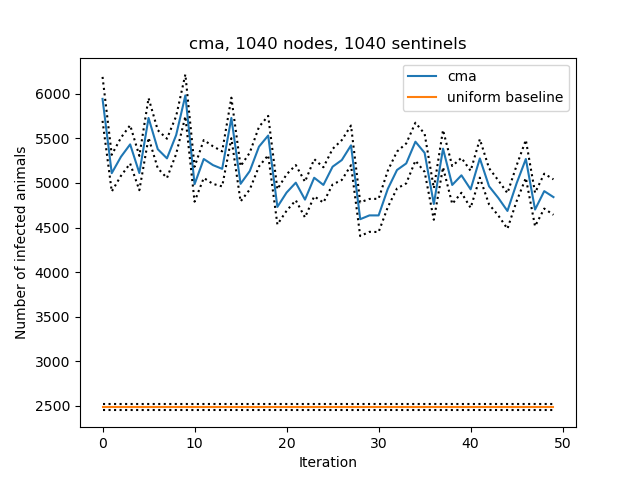 cma, 1040 nodes, 1040 sentinels
cma
uniform baseline
6000
5500
5000
4500
4000
3500
3000
2500
Number of infected animals
0 10 20 30 40 50
Iteration